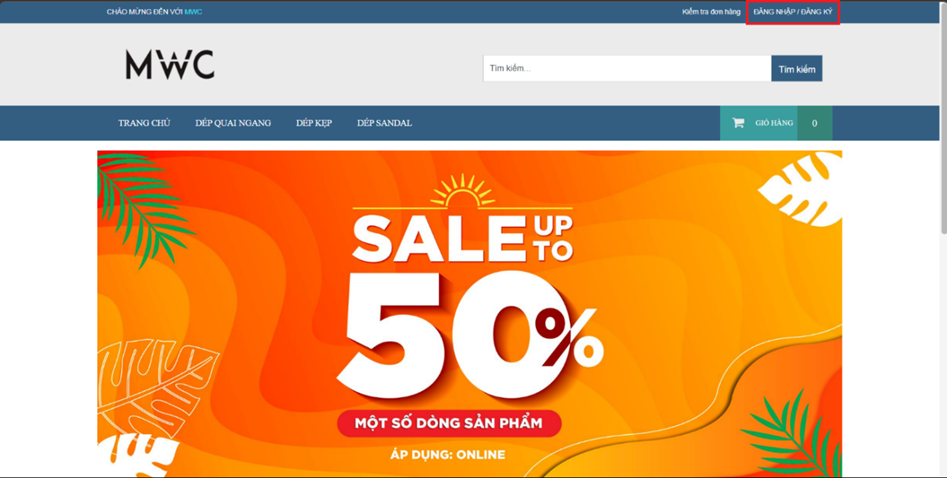 CHÀO MỪNG ĐẾN VỚI MWC
Kiểm tra đơn hàng ĐĂNG NHẬP / ĐĂNG KÝ
MWC
Tìm kiếm...
Tìm kiếm
TRANG CHỦ DÉP QUAI NGANG DÉP KẸP DÉP SANDAL
GIỎ HÀNG 0
SALE UP TO
50%
MỘT SỐ DÒNG SẢN PHẨM
ÁP DỤNG: ONLINE